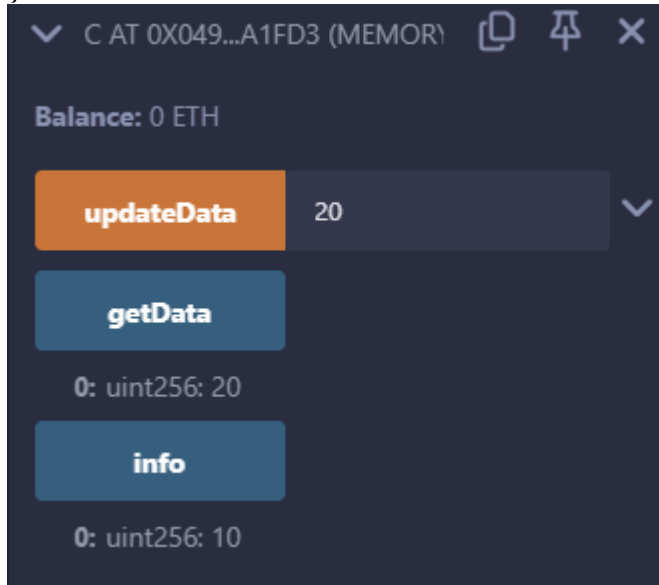 C AT 0X049...A1FD3 (MEMORY
Balance: 0 ETH
updateData 20
getData
0: uint256: 20
info
0: uint256: 10